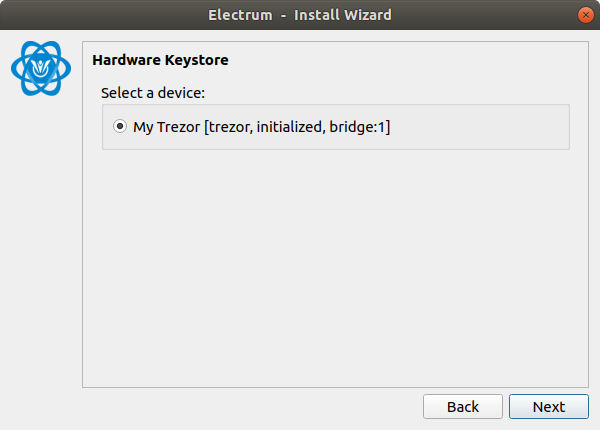 Electrum - Install Wizard
Hardware Keystore
Select a device:
My Trezor [trezor, initialized, bridge:1]
Back Next